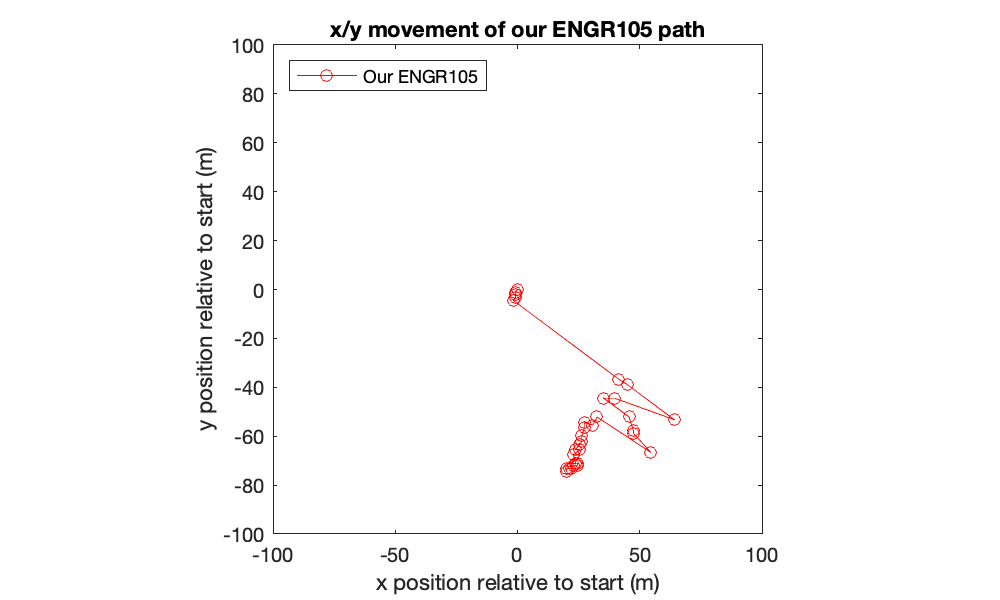 x/y movement of our ENGR105 path
Our ENGR105
100
80
60
40
20
0
-20
-40
-60
-80
-100
-100 -50 0 50 100
y position relative to start (m)
x position relative to start (m)